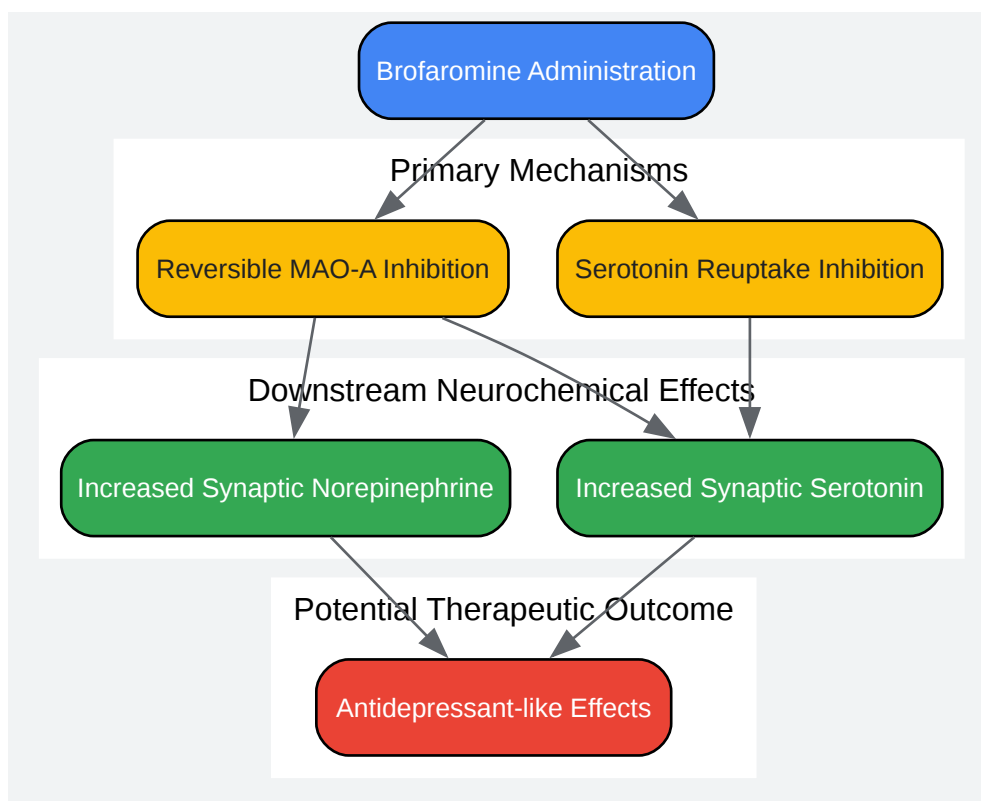 Brofaromine Administration
Primary Mechanisms
Reversible MAO-A Inhibition
Serotonin Reuptake Inhibition
Downstream Neurochemical Effects
Increased Synaptic Norepinephrine
Increased Synaptic Serotonin
Potential Therapeutic Outcome
Antidepressant-like Effects